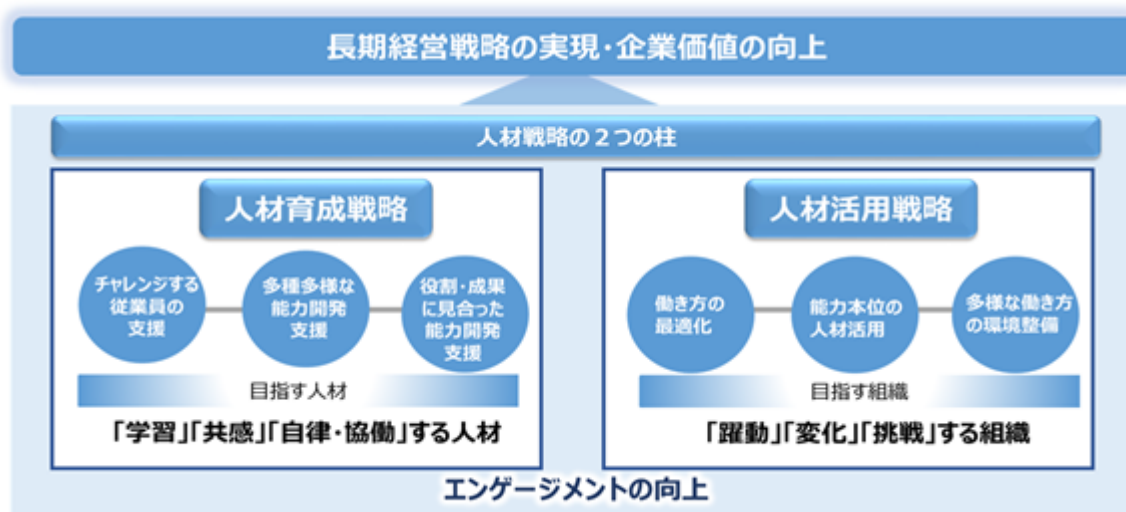 長期経営戦略の実現・企業価値の向上
人材戦略の２つの柱
人材育成戦略
チャレンジする
従業員の
支援
多種多様な
能力開発
支援
役割・成果
に見合った
能力開発
支援
目指す人材
「学習」「共感」「自律・協働」する人材
人材活用戦略
働き方の
最適化
能力本位の
人材活用
多様な働き方
の環境整備
目指す組織
「躍動」「変化」「挑戦」する組織
エンゲージメントの向上